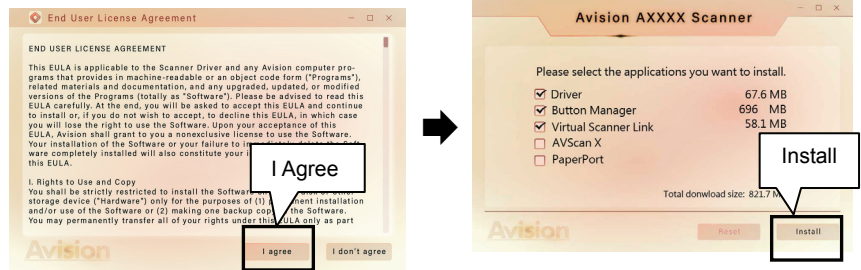 End User License Agreement
END USER LICENSE AGREEMENT
This EULA is applicable to the Scanner Driver and any Avision computer pro-
grams that provides in machine-readable or an object code form ("Programs"),
related materials and documentation, and any upgraded, updated, or modified
versions of the Programs (totally as "Software"). Please be advised to read this
EULA carefully. At the end, you will be asked to accept this EULA and continue
to install or, if you do not wish to accept, to decline this EULA, in which case
you will lose the right to use the Software. Upon your acceptance of this
EULA, Avision shall grant to you a nonexclusive license to use the Software.
Your installation of the Software or your failure to
ware completely installed will also constitute your
this EULA.
I. Rights to Use and Copy
You shall be strictly restricted to install the Software
storage device ("Hardware") only for the purposes of (1) installation
and/or use of the Software or (2) making one backup the Software.
You may permanently transfer all of your rights under this EULA only as part
I Agree
Avision
I agree
I don't agree
Avision AXXXX Scanner
Please select the applications you want to install.
Driver 67.6 MB
Button Manager 696 MB
Virtual Scanner Link 58.1 MB
AVScan X
PaperPort
Install
Total donwload size: 821.7
Avision
Reset
Install